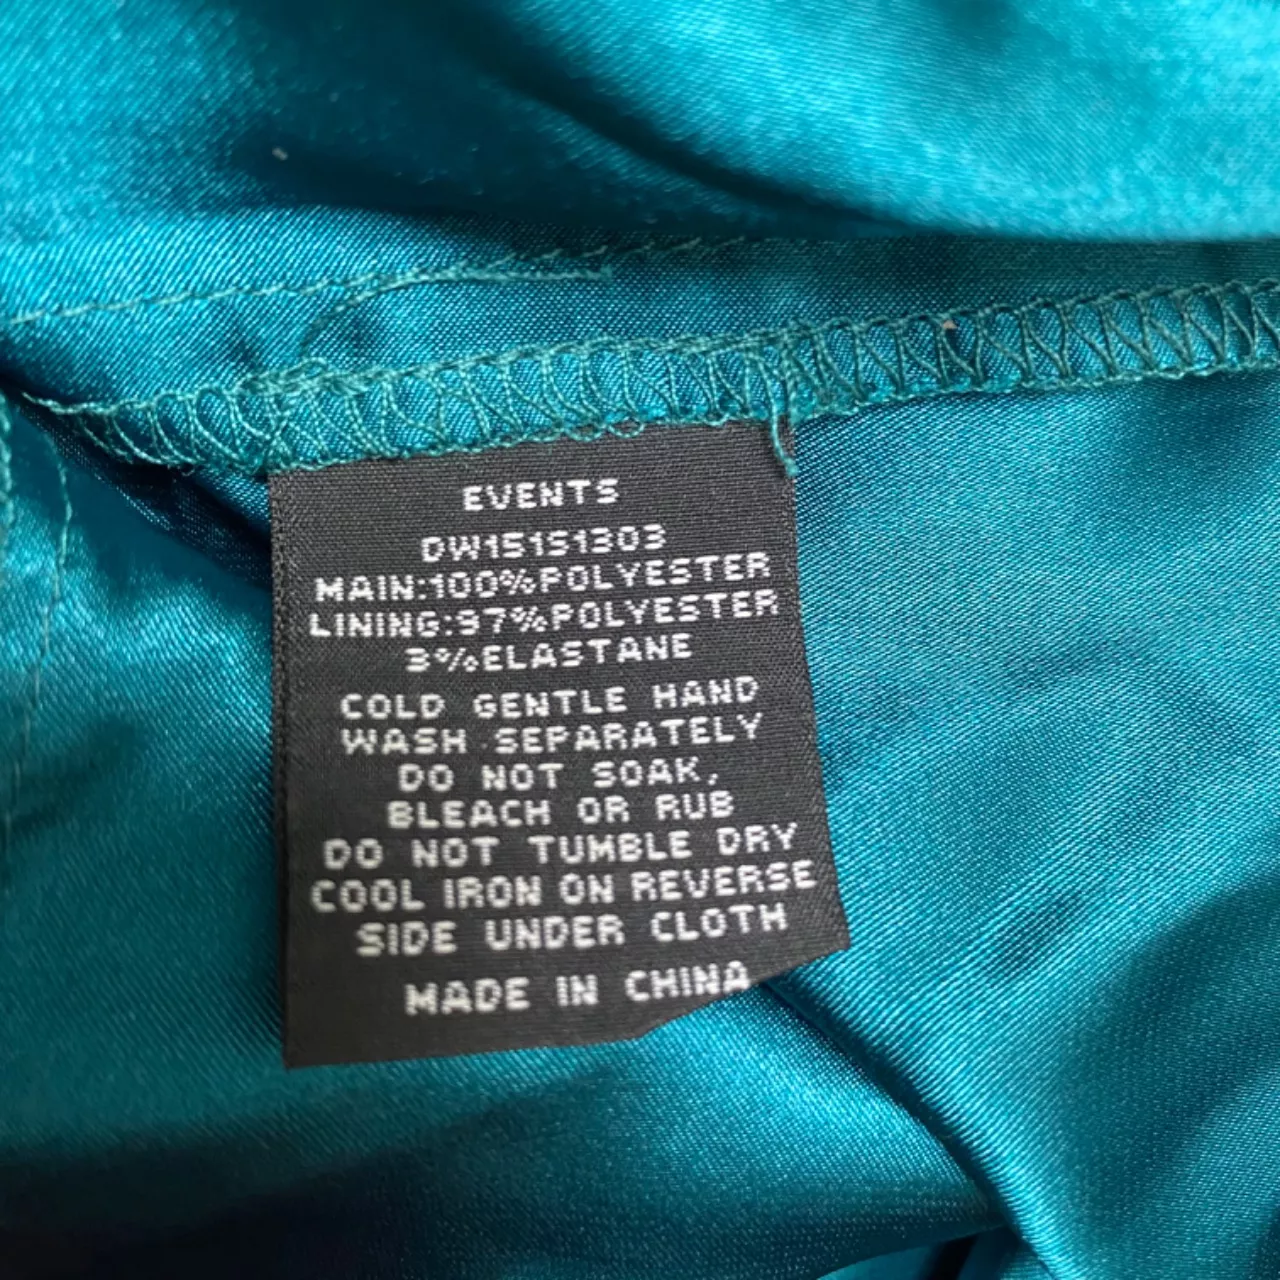 EVENTS
DW151S1303
MAIN:100%POLYESTER
LINING:97%POLYESTER
3%ELASTANE
COLD GENTLE HAND
WASH SEPARATELY
DO NOT SOAK,
BLEACH OR RUB
DO NOT TUMBLE DRY
COOL IRON ON REVERSE
SIDE UNDER CLOTH
MADE IN CHINA